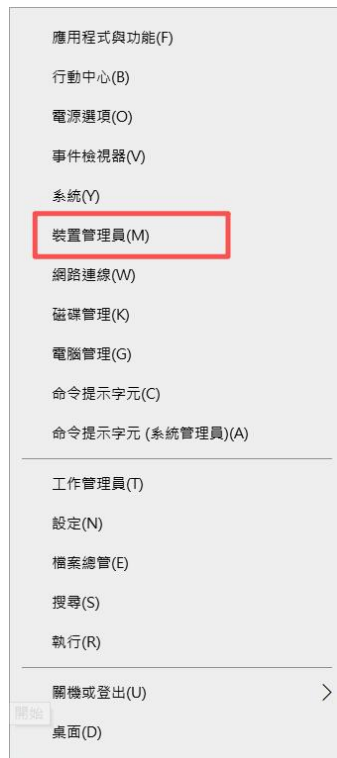 應用程式與功能(F)
行動中心(B)
電源選項(O)
事件檢視器(V)
系統(Y)
裝置管理員(M)
網路連線(W)
磁碟管理(K)
電腦管理(G)
命令提示字元(C)
命令提示字元 (系統管理員)(A)
工作管理員(T)
設定(N)
檔案總管(E)
搜尋(S)
執行(R)
關機或登出(U)
開始
桌面(D)